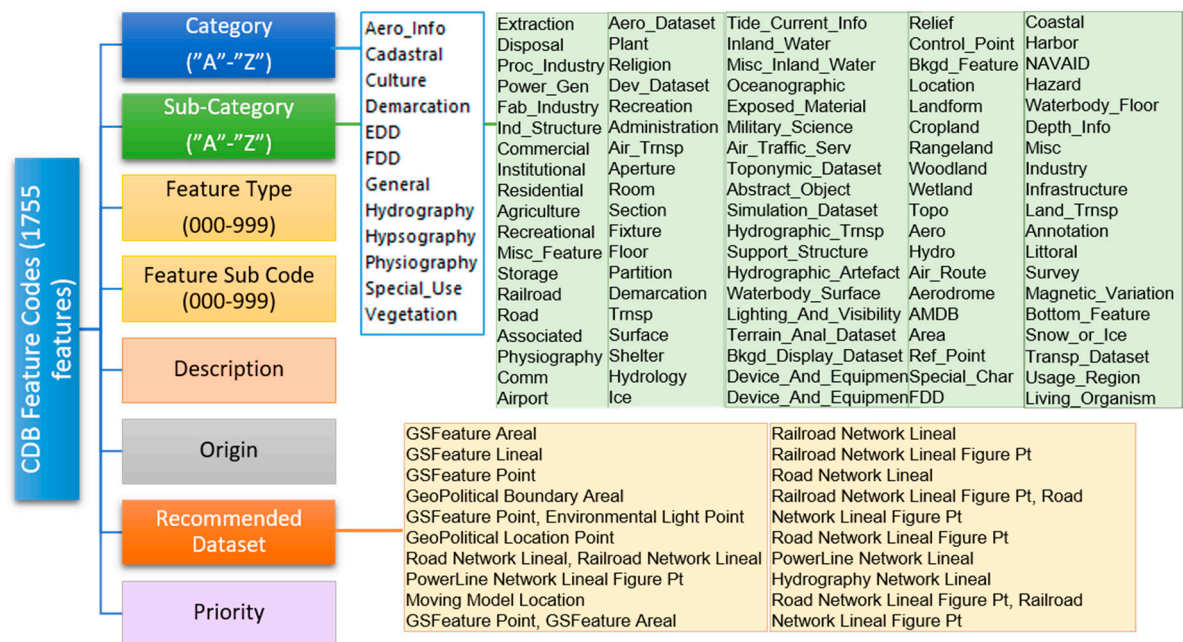 CDB Feature Codes (1755
features)
Category
("A"-"Z")
Sub-Category
("A"-"Z")
Feature Type
(000-999)
Feature Sub Code
(000-999)
Description
Origin
Recommended
Dataset
Priority
Aero_Info
Cadastral
Culture
Demarcation
EDD
FDD
General
Hydrography
Hypsography
Physiography
Special_Use
Vegetation
Extraction
Disposal
Proc_Industry
Power_Gen
Fab_Industry
Ind_Structure
Commercial
Institutional
Residential
Agriculture
Recreational
Misc_Feature
Storage
Railroad
Road
Associated
Physiography
Comm
Airport
Aero_Dataset
Plant
Religion
Dev_Dataset
Recreation
Administration
Air_Trnsp
Aperture
Room
Section
Fixture
Floor
Partition
Demarcation
Trnsp
Surface
Shelter
Hydrology
Ice
Tide_Current_Info
Inland_Water
Misc_Inland_Water
Oceanographic
Exposed_Material
Military_Science
Air_Traffic_Serv
Toponymic_Dataset
Abstract_Object
Simulation_Dataset
Hydrographic_Trnsp
Support_Structure
Hydrographic_Artefact
Waterbody_Surface
Lighting_And_Visibility
Terrain_Anal_Dataset
Bkgd_Display_Dataset
Device_And_Equipmen
Device_And_Equipmen
Relief
Control_Point
Bkgd_Feature
Location
Landform
Cropland
Rangeland
Woodland
Wetland
Topo
Aero
Hydro
Air_Route
Aerodrome
AMDB
Area
Ref_Point
Special_Char
FDD
Coastal
Harbor
NAVAID
Hazard
Waterbody_Floor
Depth_Info
Misc
Industry
Infrastructure
Land_Trnsp
Annotation
Littoral
Survey
Magnetic_Variation
Bottom_Feature
Snow_or_Ice
Transp_Dataset
Usage_Region
Living_Organism
GSFeature Areal
GSFeature Lineal
GSFeature Point
GeoPolitical Boundary Areal
GSFeature Point, Environmental Light Point
GeoPolitical Location Point
Road Network Lineal, Railroad Network Lineal
PowerLine Network Lineal Figure Pt
Moving Model Location
GSFeature Point, GSFeature Areal
Railroad Network Lineal
Railroad Network Lineal Figure Pt
Road Network Lineal
Railroad Network Lineal Figure Pt, Road
Network Lineal Figure Pt
Road Network Lineal Figure Pt
PowerLine Network Lineal
Hydrography Network Lineal
Road Network Lineal Figure Pt, Railroad
Network Lineal Figure Pt